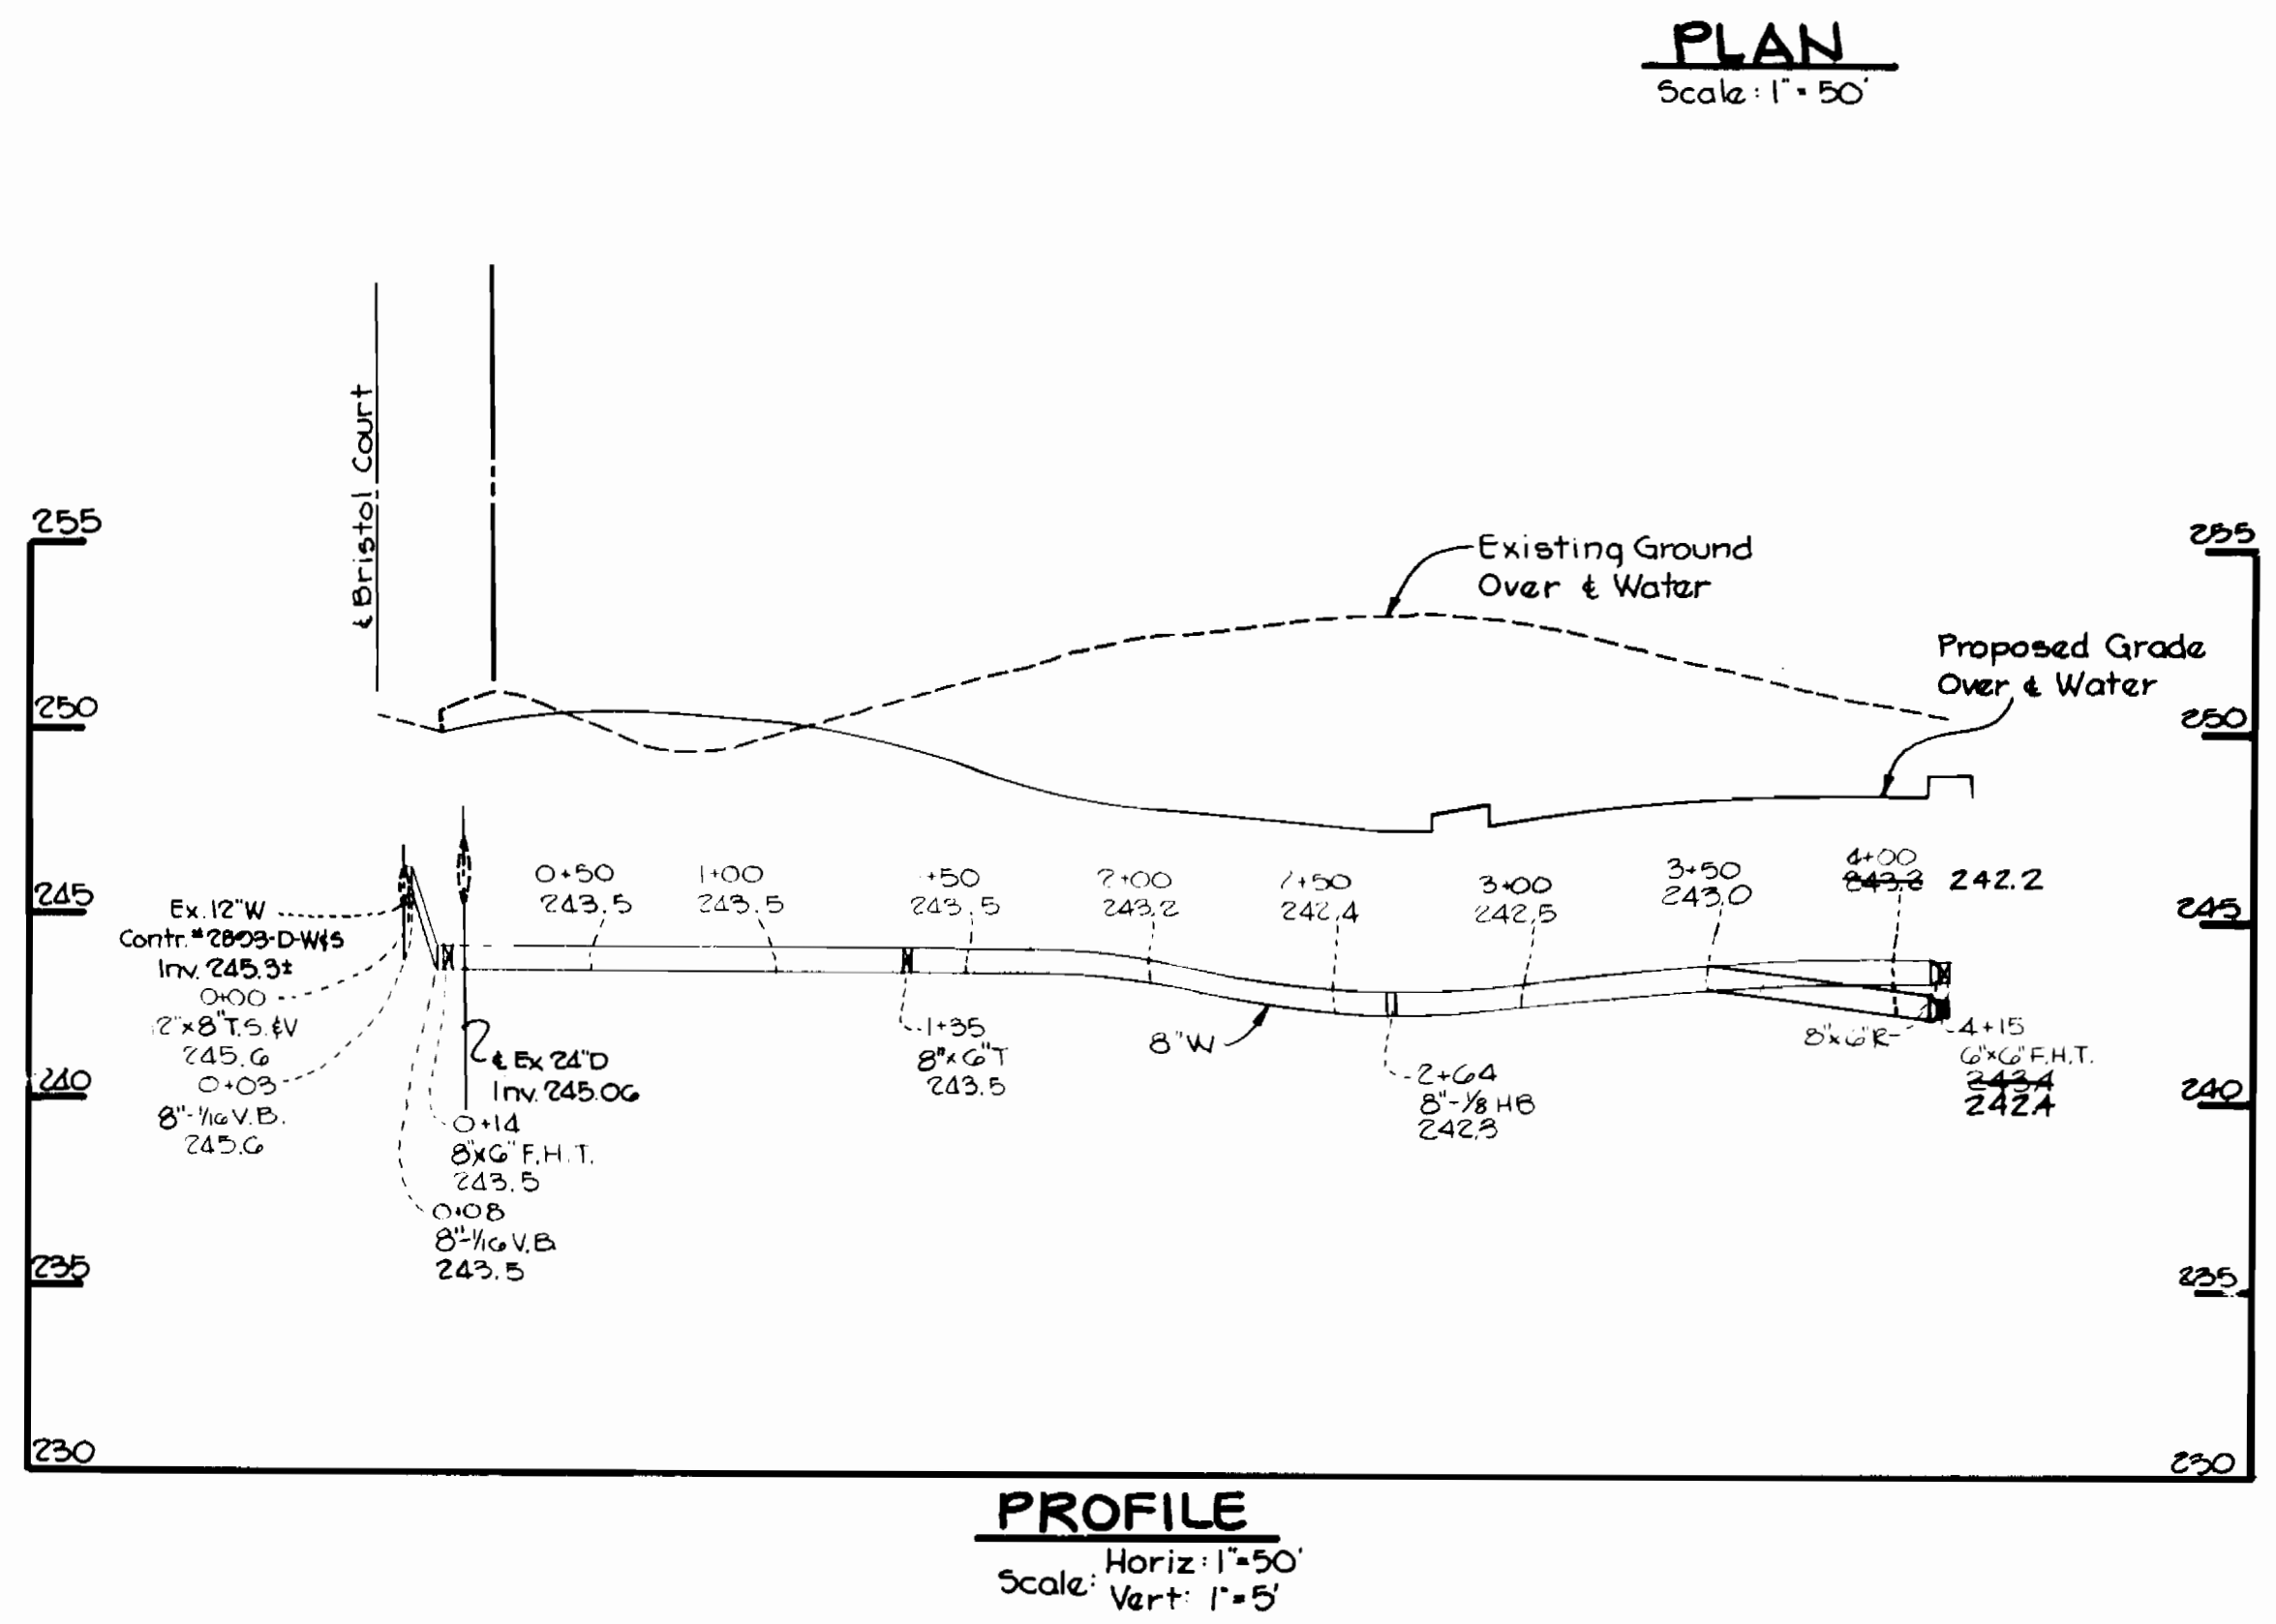 PLAN
Scale: 1" = 50'
℄ Bristol Court
255
255
Existing Ground
Over ℄ Water
Proposed Grade
Over ℄ Water
250
250
245
245
0+50
243.5
1+00
243.5
+50
243.5
2+00
243.2
2+50
242.4
3+00
242.5
3+50
243.0
4+00
243.2 242.2
Ex. 12"W
Contr. # -D-W&S
Inv. 245.3±
0+00
2"x8"T.S.&V
245.6
0+03
8"-1/16 V.B.
245.6
℄ Ex 24"D
Inv. 245.06
0+14
8"x6" F.H.T.
243.5
0+08
8"-1/16 V.B.
243.5
1+35
8"x6"T
243.5
8"W
2+64
8"-1/8 HB
242.3
8"x6"R
4+15
6"x6" F.H.T.
243.4
242.4
240
240
235
235
230
230
PROFILE
Scale: Horiz: 1"=50'
Vert: 1"=5'